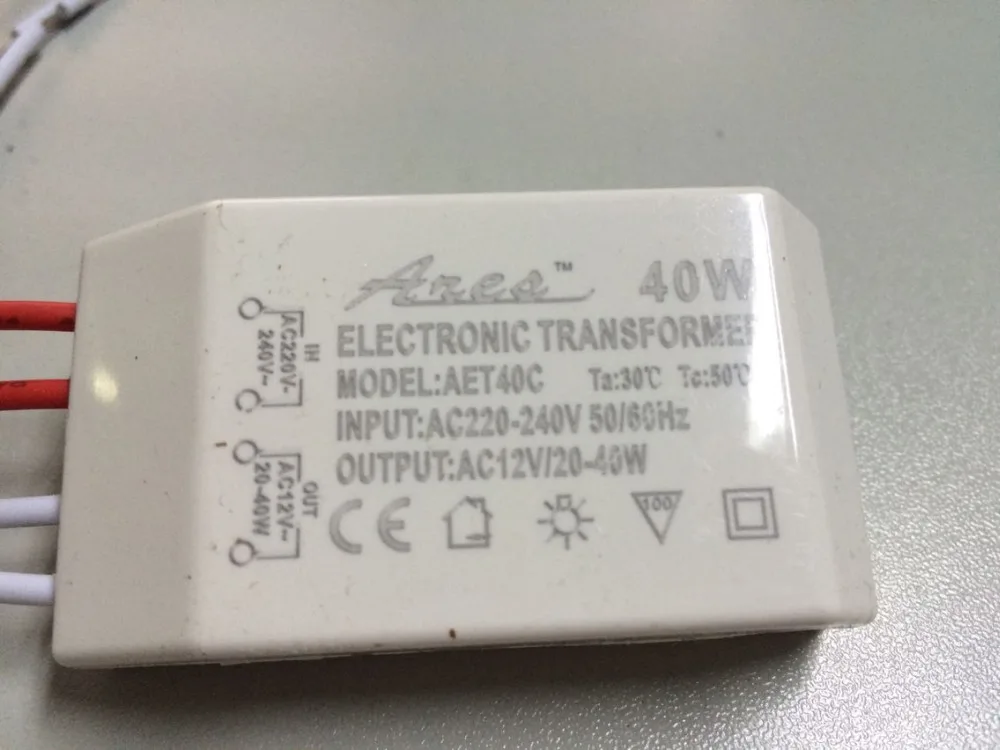 Ares™ 40W
ELECTRONIC TRANSFORMER
MODEL:AET40C Ta:30℃ Tc:50℃
INPUT:AC220-240V 50/60Hz
OUTPUT:AC12V/20-40W
CE
100
IN
AC220V-
240V~
OUT
AC12V~
20-40W